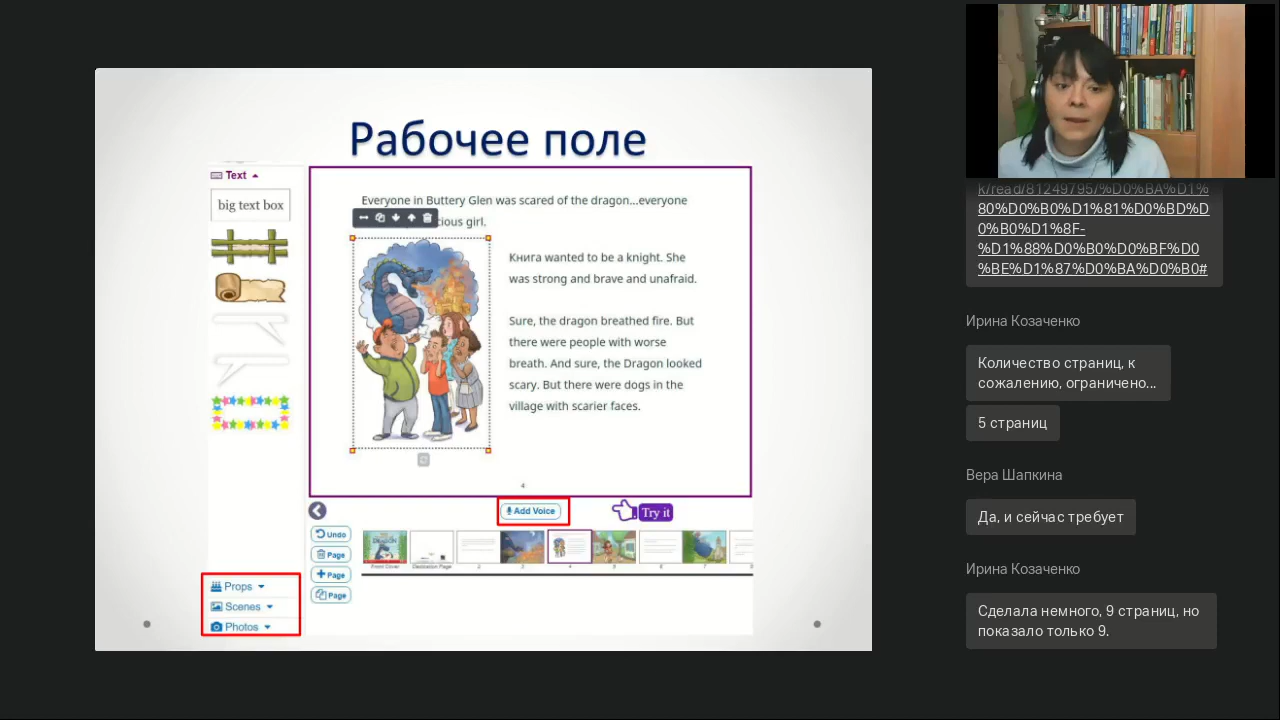 Рабочее поле
Text
big text box
Everyone in Buttery Glen was scared of the dragon...everyone
cious girl.
Книга wanted to be a knight. She
was strong and brave and unafraid.
Sure, the dragon breathed fire. But
there were people with worse
breath. And sure, the Dragon looked
scary. But there were dogs in the
village with scarier faces.
4
Add Voice
Try it
Undo
Page
Page
Page
Front Cover
Dedication Page
Props
Scenes
Photos
k/read/81249795/%D0%BA%D1%
80%D0%B0%D1%81%D0%BD%D
0%B0%D1%8F-
%D1%88%D0%B0%D0%BF%D0
%BE%D1%87%D0%BA%D0%B0#
Ирина Козаченко
Количество страниц, к
сожалению, ограничено...
5 страниц
Вера Шапкина
Да, и сейчас требует
Ирина Козаченко
Сделала немного, 9 страниц, но
показало только 9.